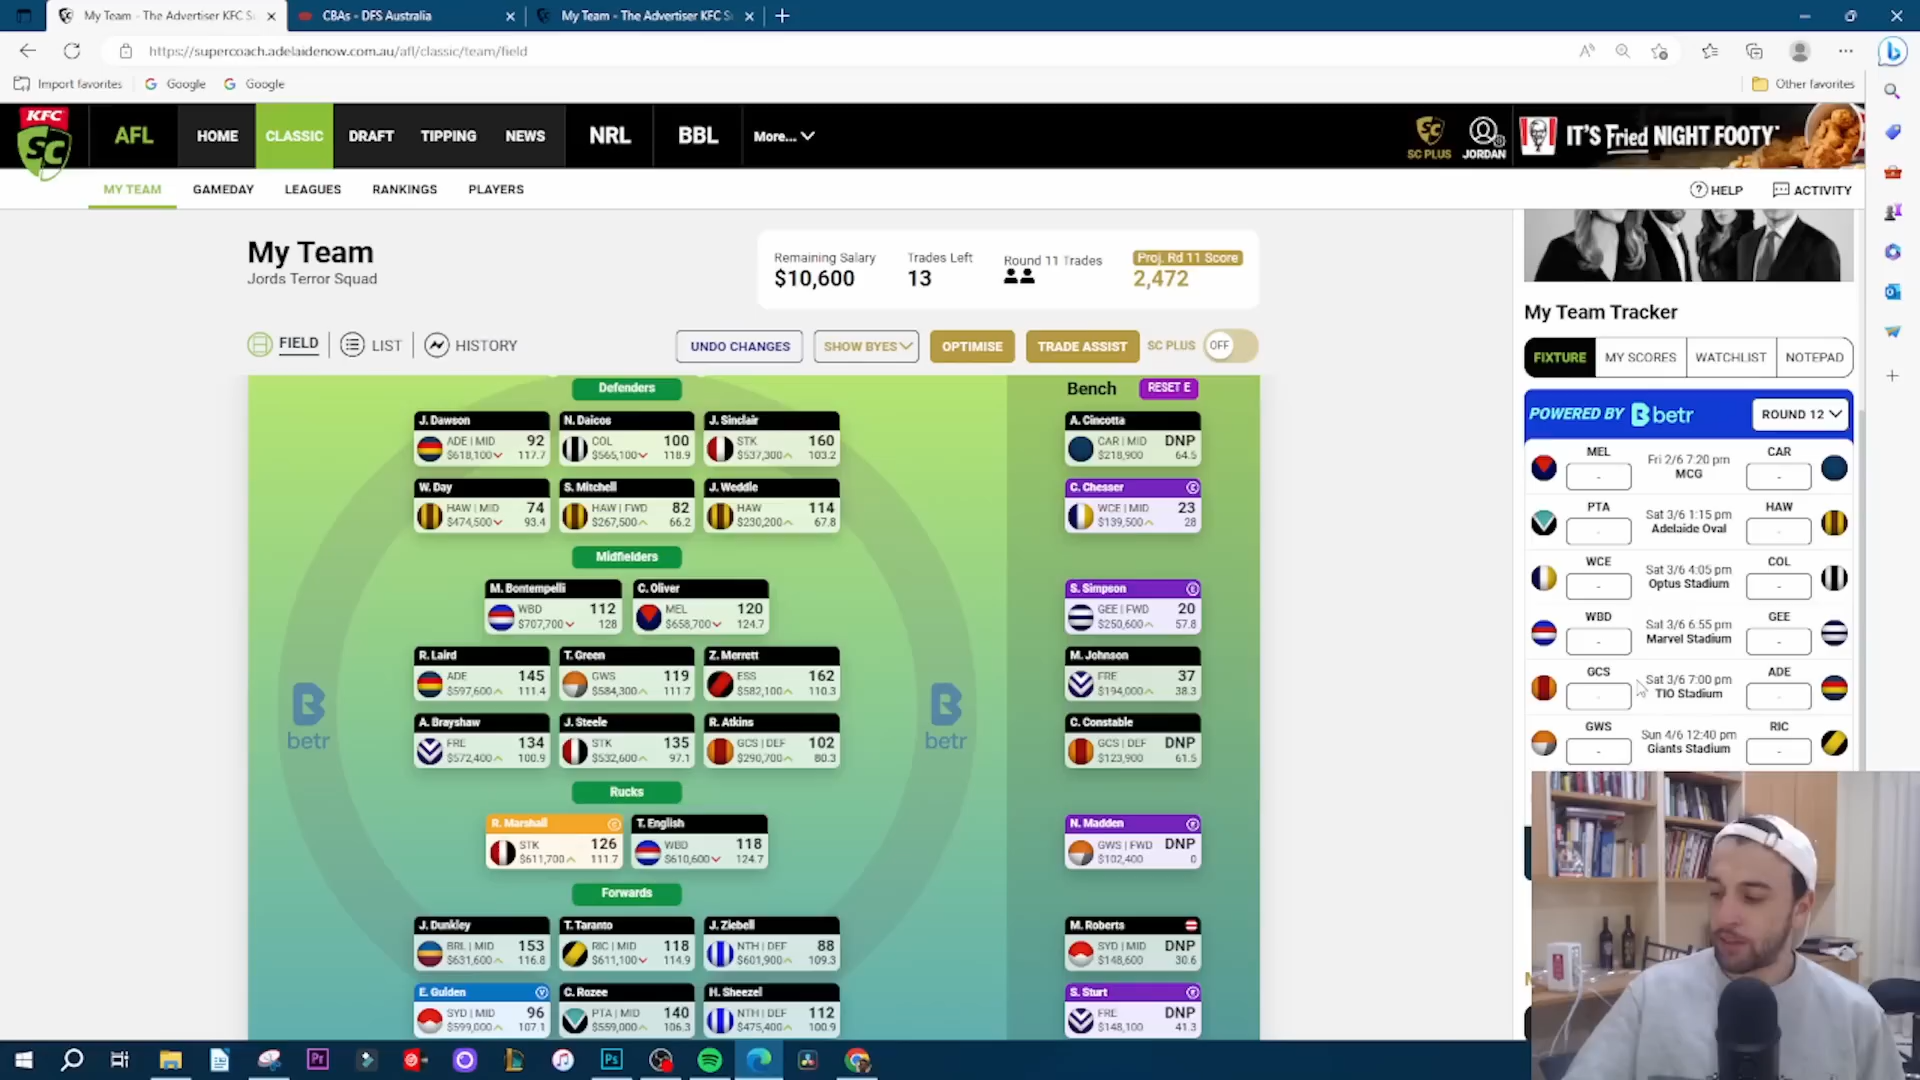 My Team - The Advertiser KFC S
CBAs - DFS Australia
My Team - The Advertiser KFC S
https://supercoach.adelaidenow.com.au/afl/classic/team/field
Import favorites
Google
Google
Other favorites
KFC
SC
AFL
HOME
CLASSIC
DRAFT
TIPPING
NEWS
NRL
BBL
More...
SC
SC PLUS
JORDAN
IT'S Fried NIGHT FOOTY
MY TEAM
GAMEDAY
LEAGUES
RANKINGS
PLAYERS
HELP
ACTIVITY
My Team
Jords Terror Squad
Remaining Salary
$10,600
Trades Left
13
Round 11 Trades
Proj. Rd 11 Score
2,472
FIELD
LIST
HISTORY
UNDO CHANGES
SHOW BYES
OPTIMISE
TRADE ASSIST
SC PLUS
OFF
Defenders
Bench
RESET E
J. Dawson
ADE | MID 92
$618,100 117.7
N. Daicos
COL 100
$565,100 118.9
J. Sinclair
STK 160
$537,300 103.2
A. Cincotta
CAR | MID DNP
$218,900 64.5
W. Day
HAW | MID 74
$474,500 93.4
S. Mitchell
HAW | FWD 82
$267,500 66.2
J. Weddle
HAW 114
$230,200 67.8
C. Chesser E
WCE | MID 23
$139,500 28
Midfielders
M. Bontempelli
WBD 112
$707,700 128
C. Oliver
MEL 120
$658,700 124.7
S. Simpson E
GEE | FWD 20
$250,600 57.8
R. Laird
ADE 145
$597,600 111.4
T. Green
GWS 119
$584,300 111.7
Z. Merrett
ESS 162
$582,100 110.3
M. Johnson
FRE 37
$194,000 38.3
betr
betr
A. Brayshaw
FRE 134
$572,400 100.9
J. Steele
STK 135
$532,600 97.1
R. Atkins
GCS | DEF 102
$290,700 80.3
C. Constable
GCS | DEF DNP
$123,900 61.5
Rucks
R. Marshall C
STK 126
$611,700 111.7
T. English
WBD 118
$610,600 124.7
N. Madden E
GWS | FWD DNP
$102,400 0
Forwards
J. Dunkley
BRL | MID 153
$631,600 116.8
T. Taranto
RIC | MID 118
$611,100 114.9
J. Ziebell
NTH | DEF 88
$601,900 109.3
M. Roberts
SYD | MID DNP
$148,600 30.6
E. Gulden V
SYD | MID 96
$599,000 107.1
C. Rozee
PTA | MID 140
$559,000 106.3
H. Sheezel
NTH | DEF 112
$475,400 100.9
S. Sturt E
FRE DNP
$148,100 41.3
My Team Tracker
FIXTURE
MY SCORES
WATCHLIST
NOTEPAD
POWERED BY betr
ROUND 12
MEL
Fri 2/6 7:20 pm
MCG
CAR
PTA
Sat 3/6 1:15 pm
Adelaide Oval
HAW
WCE
Sat 3/6 4:05 pm
Optus Stadium
COL
WBD
Sat 3/6 6:55 pm
Marvel Stadium
GEE
GCS
Sat 3/6 7:00 pm
TIO Stadium
ADE
GWS
Sun 4/6 12:40 pm
Giants Stadium
RIC
Pr
Ps